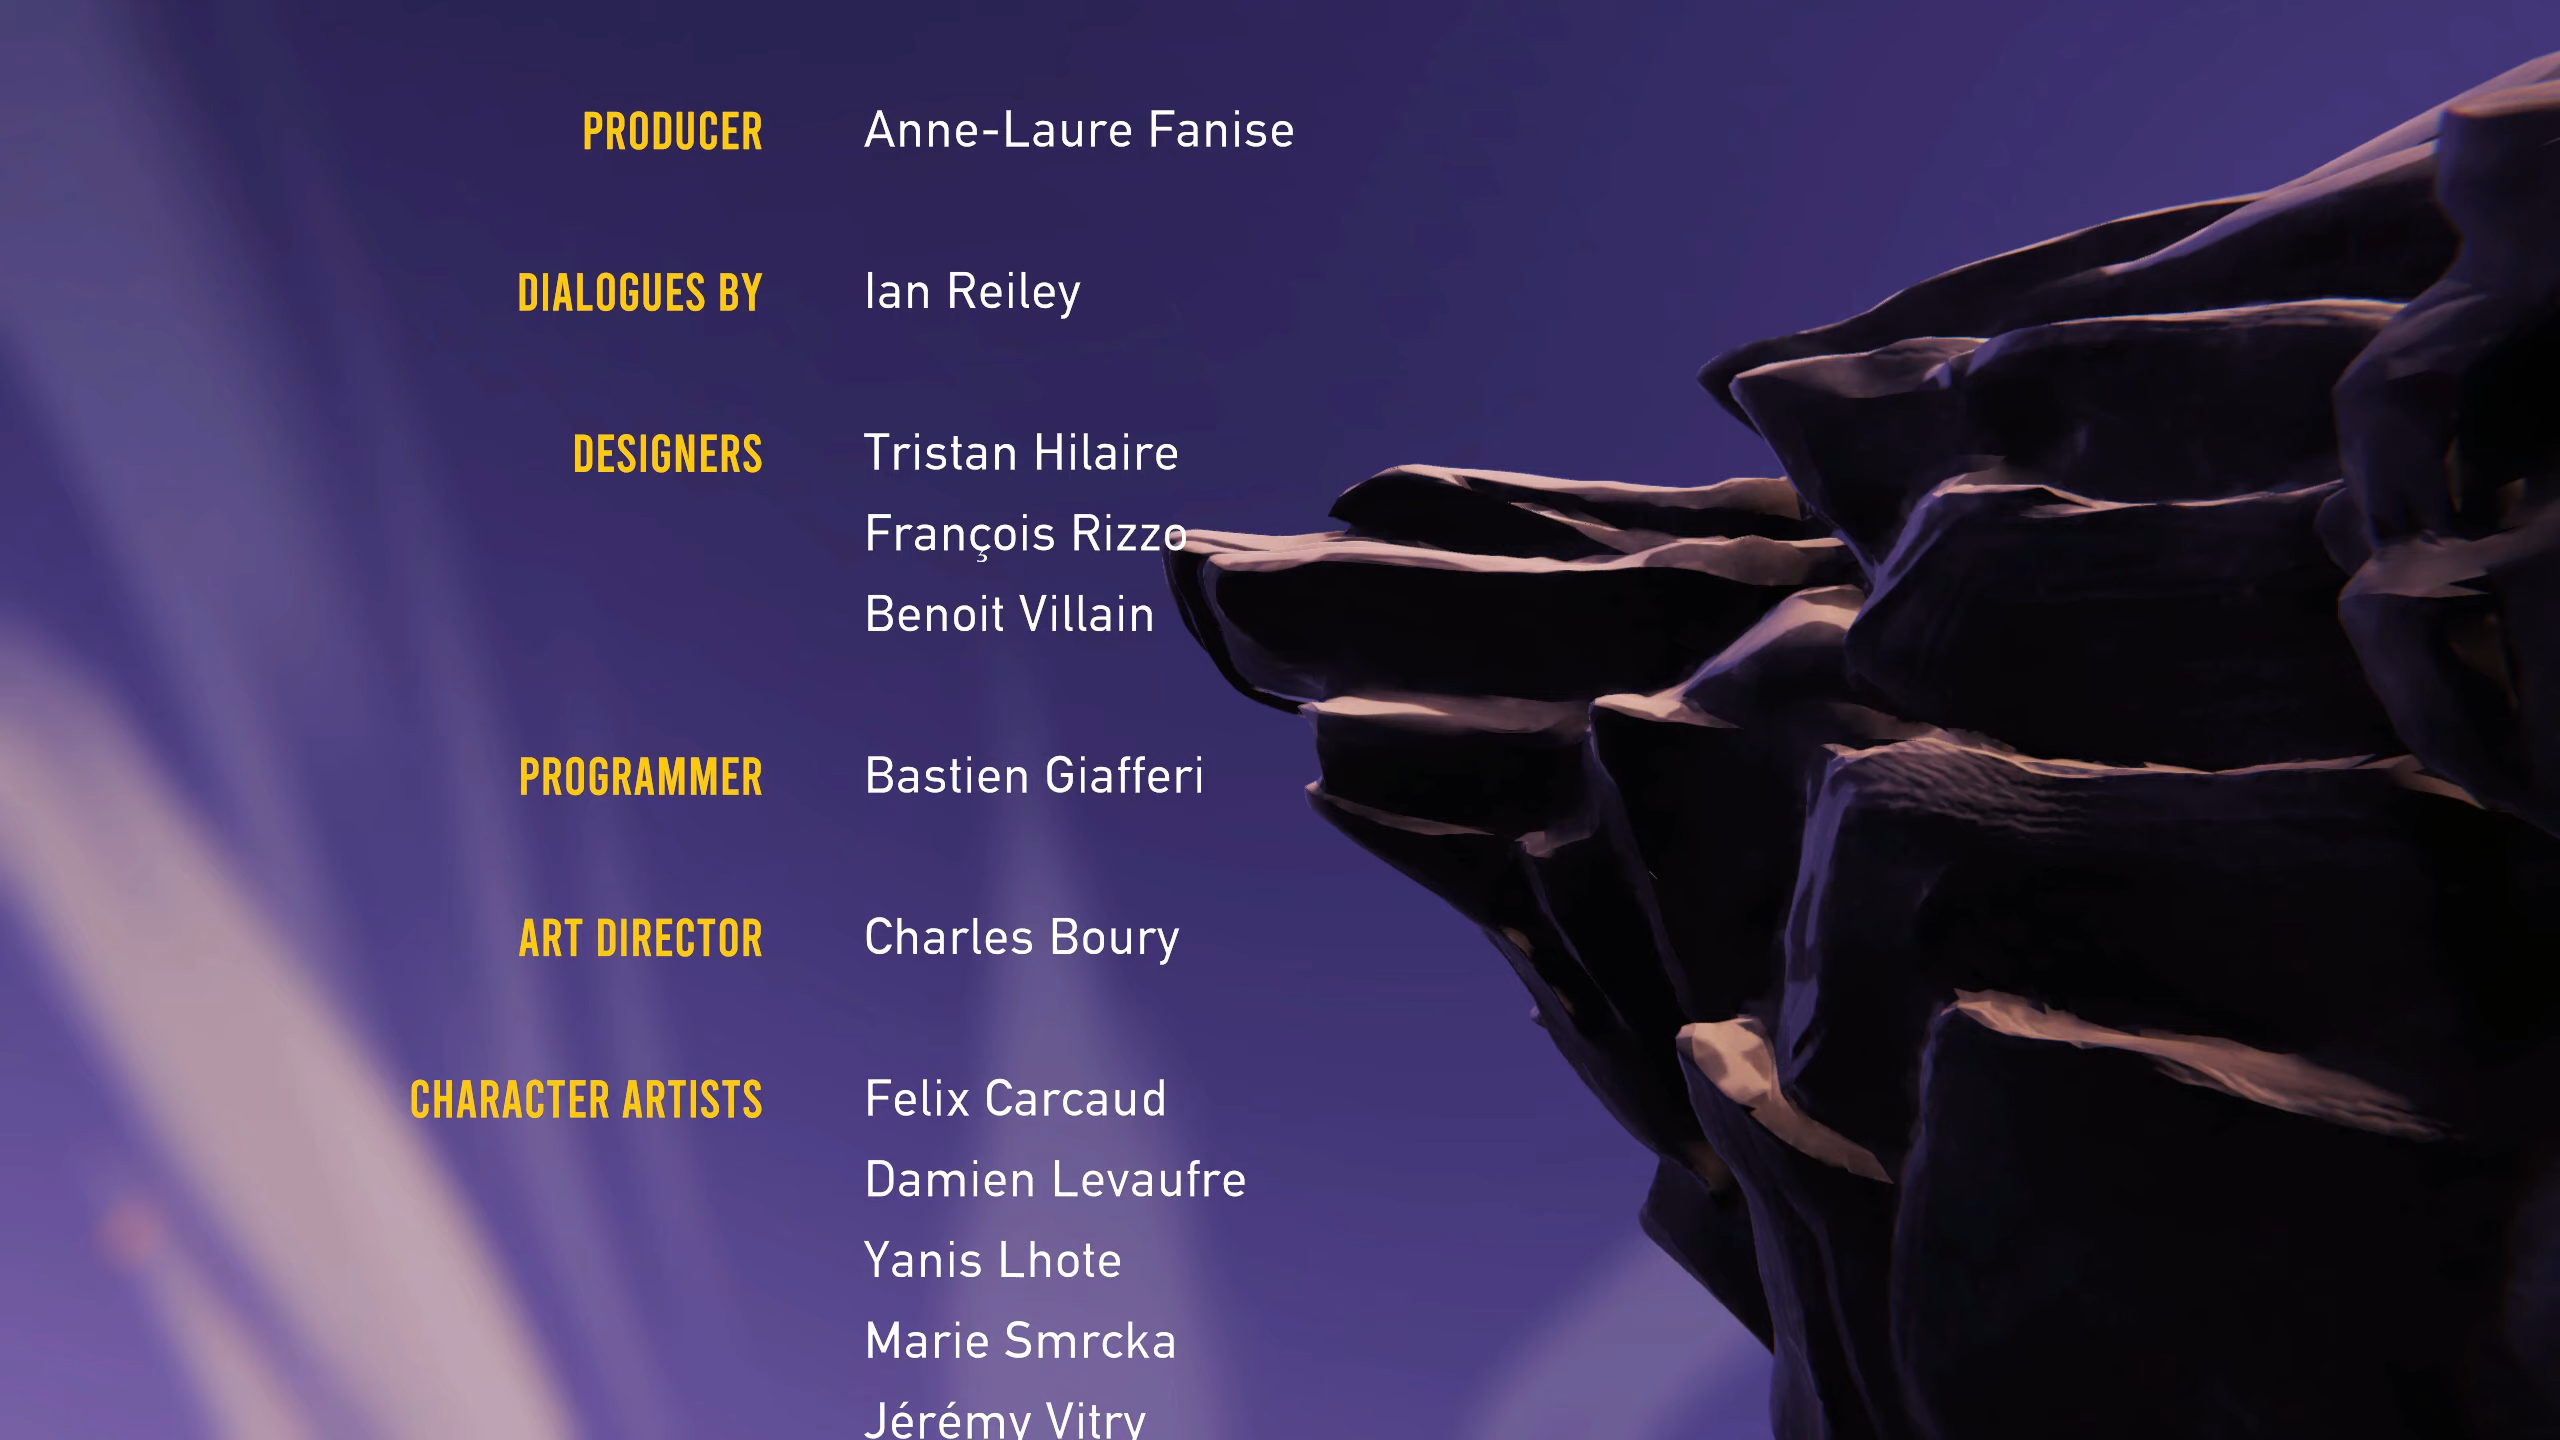 PRODUCER Anne-Laure Fanise
DIALOGUES BY Ian Reiley
DESIGNERS Tristan Hilaire
François Rizzo
Benoit Villain
PROGRAMMER Bastien Giafferi
ART DIRECTOR Charles Boury
CHARACTER ARTISTS Felix Carcaud
Damien Levaufre
Yanis Lhote
Marie Smrcka
Jérémy Vitry